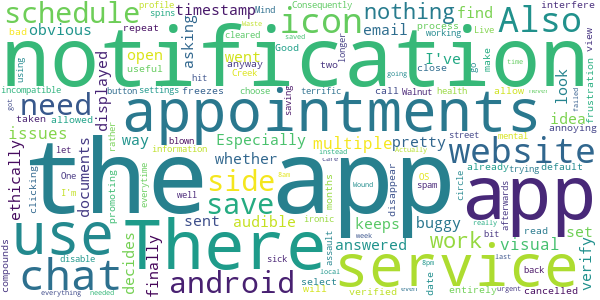 schedule profile spins timestamp Mind cleared Consequently interfere Waste
bad icon asking nothing find process working Live Also
obvious repeat Good email go view
notification
using open useful went I've close time
incompatible button settings freezes choose terrific call Walnut health allow
displayed need anyway hit two longer make saved Creek saving got
appointments
taken allowed rather look idea frustration failed
issues documents way Especially multiple pretty annoying
ethically let blown information whether street mental website
clicking One promoting everytime side 8am Actually already trying default
the app app
I'm well save instead care months disappear OS spam circle afterwards
use There sent audible Wound ironic keeps buggy entirely
finally decides answered work bit visual set
chat android assault week read verify
compounds disable sick local select will verified service even 8pm date urgent back cancelled
everything needed really last going